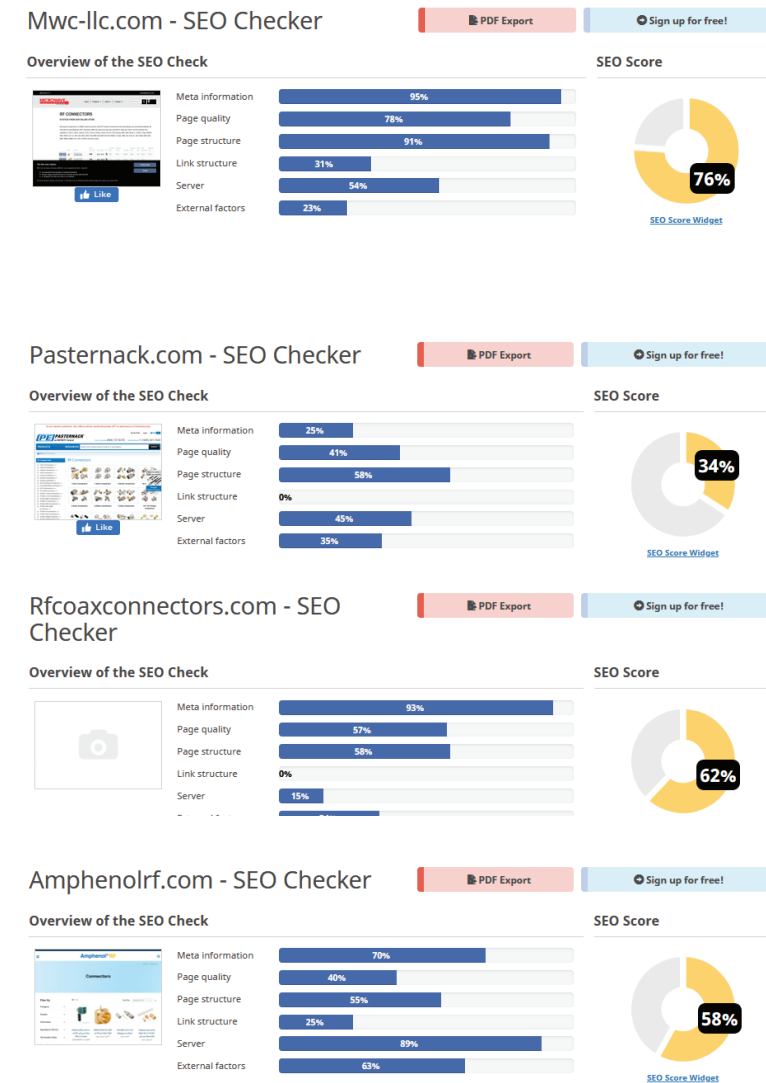 Mwc-llc.com - SEO Checker
PDF Export
Sign up for free!
Overview of the SEO Check
SEO Score
RF CONNECTORS
Meta information 95%
Page quality 78%
Page structure 91%
Link structure 31%
Server 54%
External factors 23%
Like
76%
SEO Score Widget
Pasternack.com - SEO Checker
PDF Export
Sign up for free!
Overview of the SEO Check
SEO Score
PASTERNACK
Meta information 25%
Page quality 41%
Page structure 58%
Link structure 0%
Server 45%
External factors 35%
Like
34%
SEO Score Widget
Rfcoaxconnectors.com - SEO
Checker
PDF Export
Sign up for free!
Overview of the SEO Check
SEO Score
Meta information 93%
Page quality 57%
Page structure 58%
Link structure 0%
Server 15%
62%
Amphenolrf.com - SEO Checker
PDF Export
Sign up for free!
Overview of the SEO Check
SEO Score
Amphenol
Connectors
Meta information 70%
Page quality 40%
Page structure 55%
Link structure 25%
Server 89%
External factors 63%
58%
SEO Score Widget